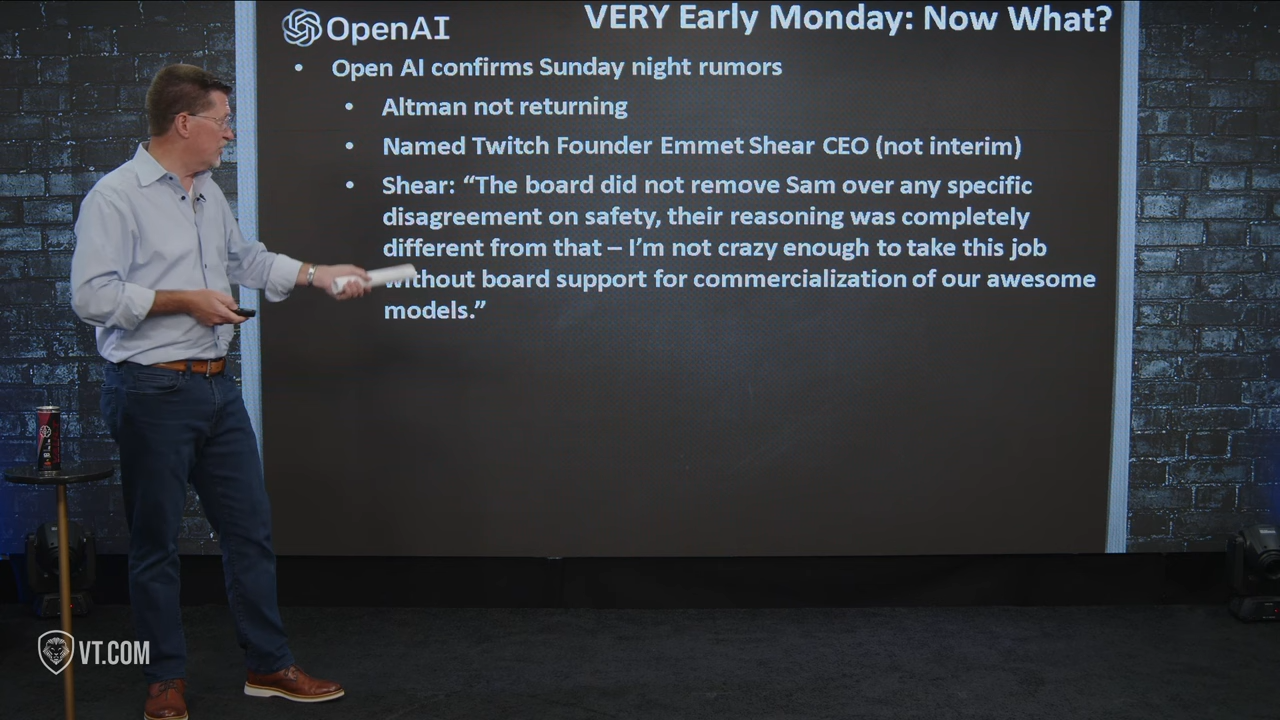 OpenAI
VERY Early Monday: Now What?
• Open AI confirms Sunday night rumors
• Altman not returning
• Named Twitch Founder Emmet Shear CEO (not interim)
• Shear: “The board did not remove Sam over any specific
disagreement on safety, their reasoning was completely
different from that – I’m not crazy enough to take this job
without board support for commercialization of our awesome
models.”
VT.COM